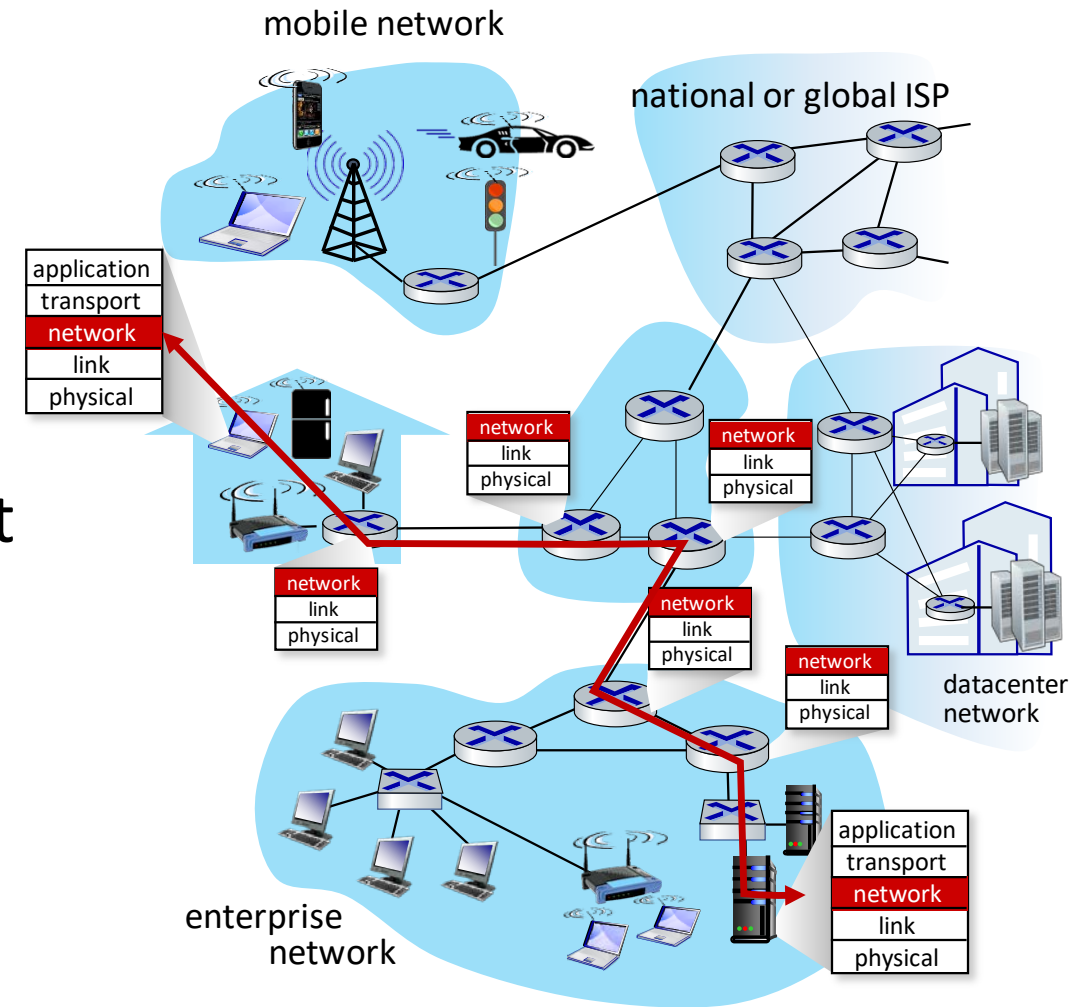 mobile network
national or global ISP
application
transport
network
link
physical
network
link
physical
network
link
physical
t
network
link
physical
network
link
physical
network
link
physical
datacenter
network
application
transport
network
link
physical
enterprise
network